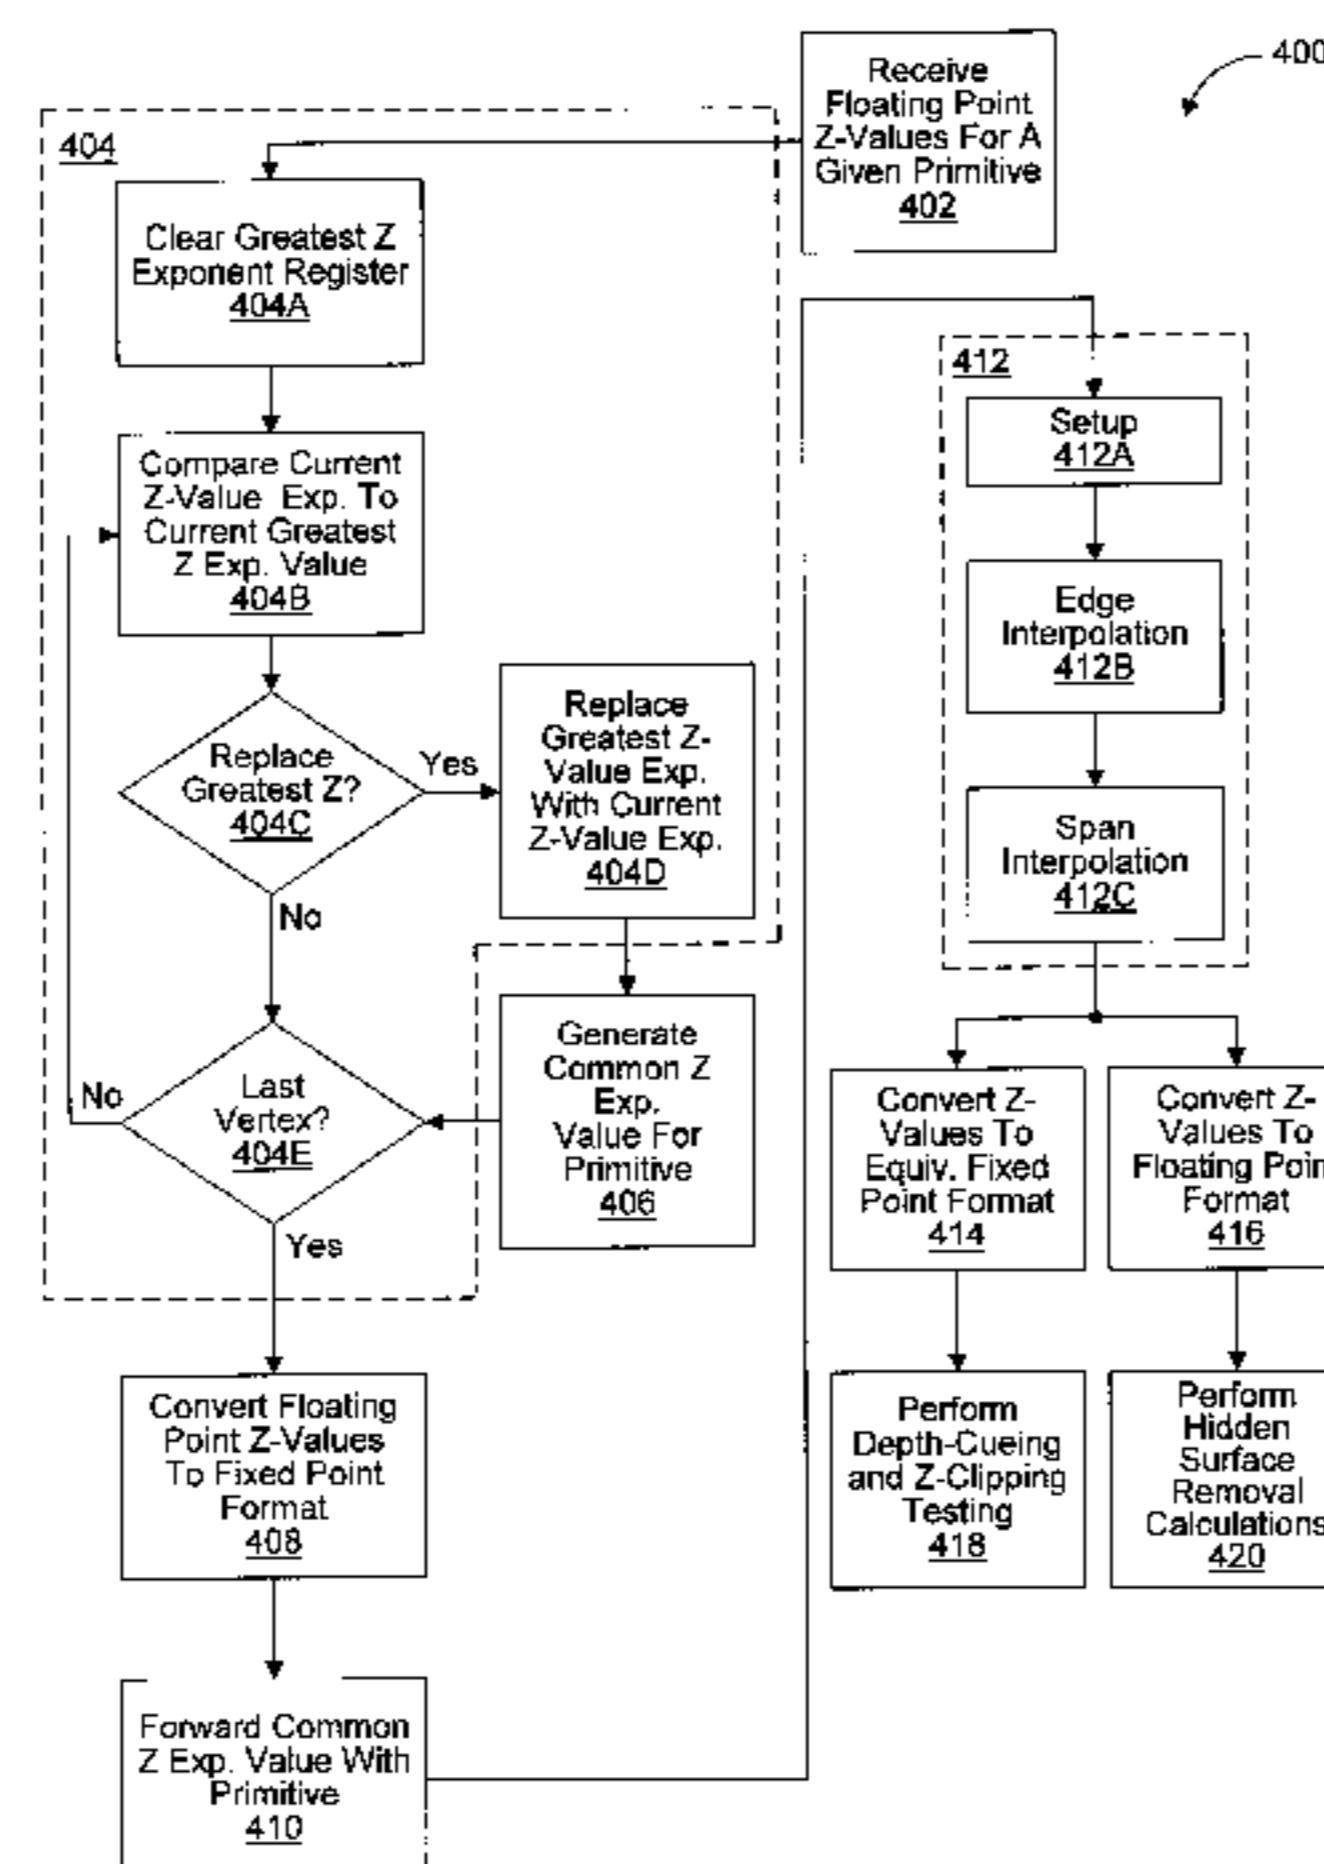 400
Receive
Floating Point
Z-Values For A
Given Primitive
402
404
Clear Greatest Z
Exponent Register
404A
Compare Current
Z-Value Exp. To
Current Greatest
Z Exp. Value
404B
Replace
Greatest Z?
404C
Yes
No
Replace
Greatest Z-
Value Exp.
With Current
Z-Value Exp.
404D
Generate
Common Z
Exp.
Value For
Primitive
406
Last
Vertex?
404E
No
Yes
Convert Floating
Point Z-Values
To Fixed Point
Format
408
Forward Common
Z Exp. Value With
Primitive
410
412
Setup
412A
Edge
Interpolation
412B
Span
Interpolation
412C
Convert Z-
Values To
Equiv. Fixed
Point Format
414
Convert Z-
Values To
Floating Poin
Format
416
Perform
Depth-Cueing
and Z-Clipping
Testing
418
Perform
Hidden
Surface
Removal
Calculations
420